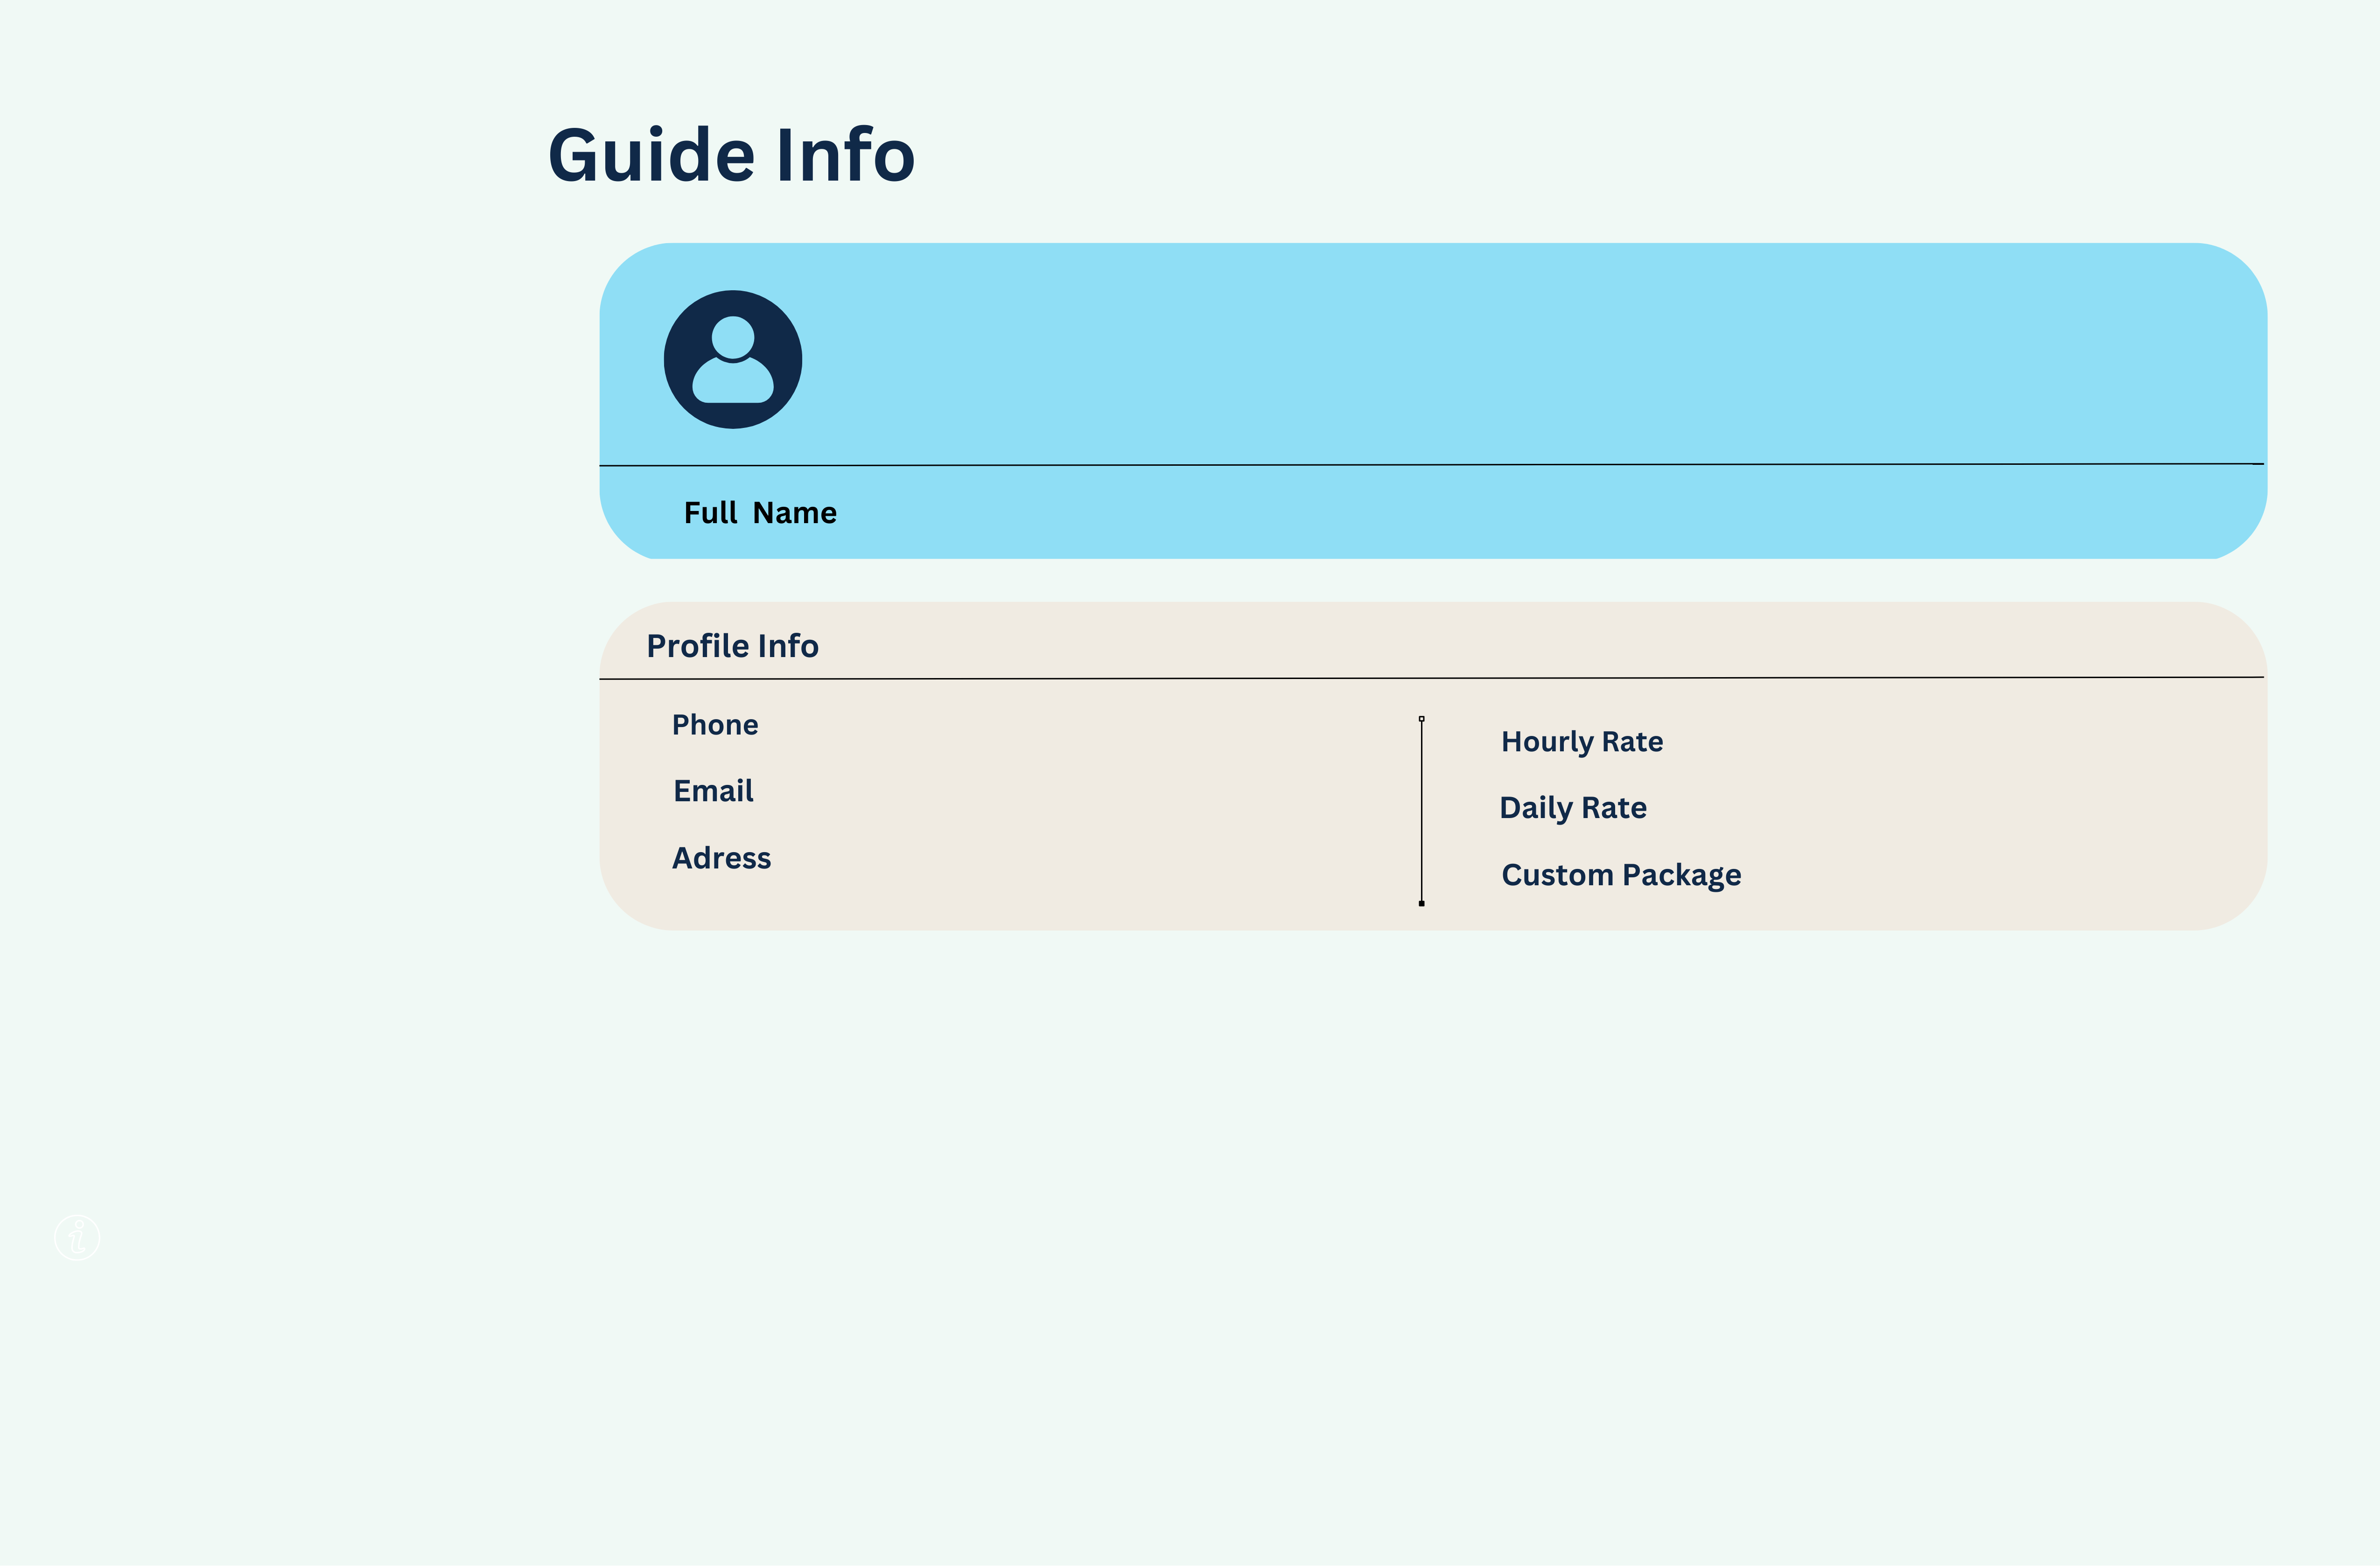 Guide Info
Full  Name
Profile Info
Phone
Email
Adress
Hourly Rate
Daily Rate
Custom Package